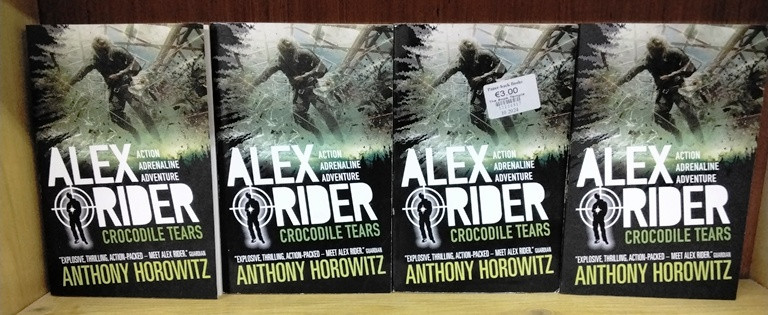 ALEX
ACTION
ADRENALINE
ADVENTURE
RIDER
CROCODILE TEARS
"EXPLOSIVE, THRILLING, ACTION-PACKED – MEET ALEX RIDER." GUARDIAN
ANTHONY HOROWITZ
ALEX
ACTION
ADRENALINE
ADVENTURE
RIDER
CROCODILE TEARS
"EXPLOSIVE, THRILLING, ACTION-PACKED – MEET ALEX RIDER." GUARDIAN
ANTHONY HOROWITZ
€3.00
ALEX
ACTION
ADRENALINE
ADVENTURE
RIDER
CROCODILE TEARS
"EXPLOSIVE, THRILLING, ACTION-PACKED – MEET ALEX RIDER." GUARDIAN
ANTHONY HOROWITZ
ALEX
ACTION
ADRENALINE
ADVENTURE
RIDER
CROCODILE TEARS
"EXPLOSIVE, THRILLING, ACTION-PACKED – MEET ALEX RIDER." GUARDIAN
ANTHONY HOROWITZ